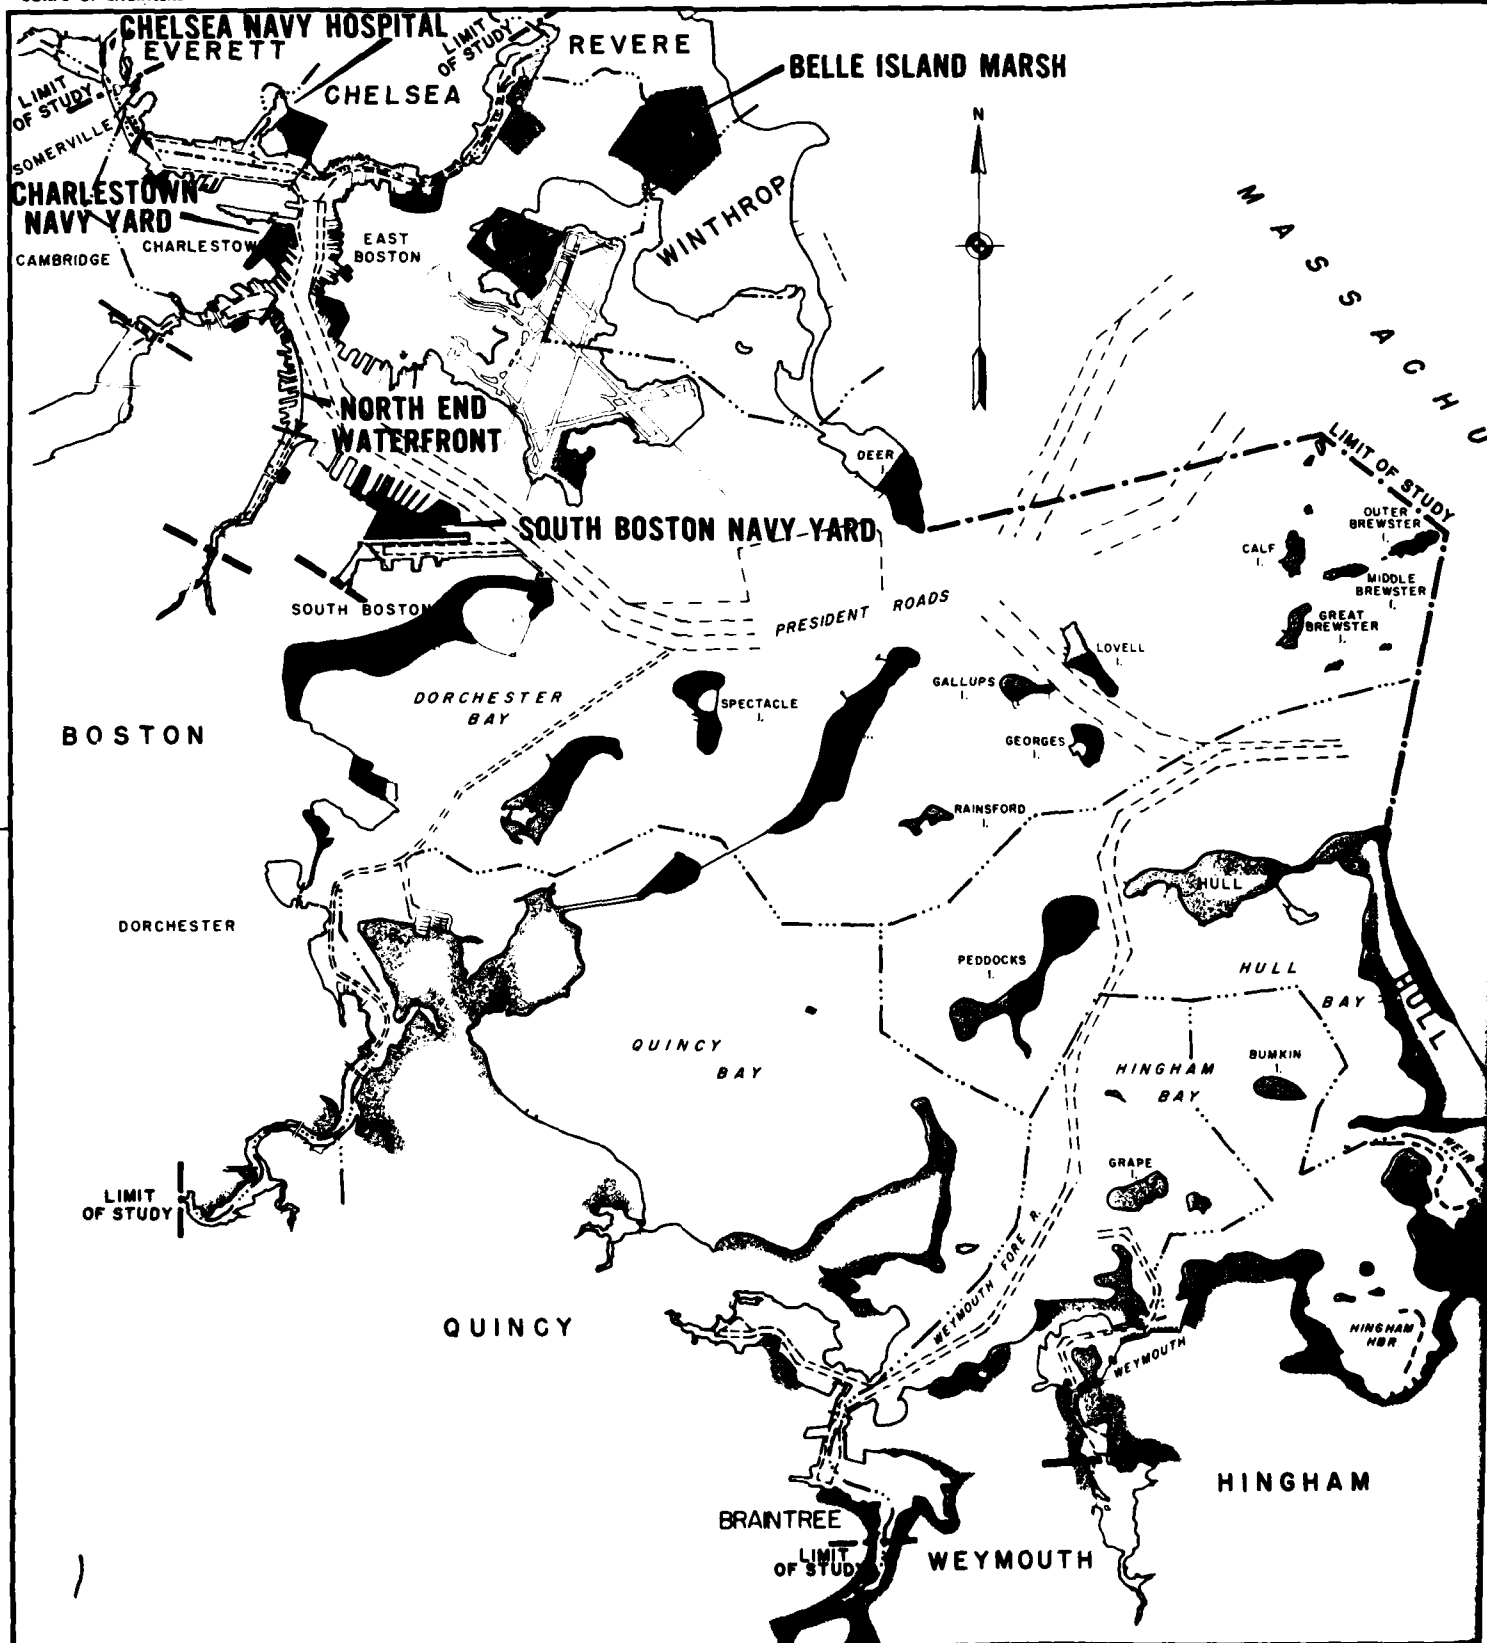 CHELSEA NAVY HOSPITAL
EVERETT
LIMIT
OF STUDY
REVERE
BELLE ISLAND MARSH
LIMIT
OF STUDY
CHELSEA
SOMERVILLE
N
CHARLESTOWN
NAVY YARD
WINTHROP
MASSACHU
CHARLESTOW
EAST
BOSTON
CAMBRIDGE
NORTH END
WATERFRONT
DEER
I.
LIMIT OF STUDY
SOUTH BOSTON NAVY YARD
OUTER
BREWSTER
I.
CALF
I.
MIDDLE
BREWSTER
I.
SOUTH BOSTON
PRESIDENT ROADS
GREAT
BREWSTER
I.
LOVELL
I.
GALLUPS
I.
DORCHESTER
BAY
SPECTACLE
I.
BOSTON
GEORGES
I.
RAINSFORD
I.
HULL
DORCHESTER
PEDDOCKS
I.
HULL
BAY
HULL
QUINCY
BAY
HINGHAM
BAY
BUMKIN
I.
WEIR
GRAPE
I.
LIMIT
OF STUDY
WEYMOUTH FORE R.
QUINCY
HINGHAM
HBR.
WEYMOUTH
HINGHAM
BRAINTREE
LIMIT
OF STUDY
WEYMOUTH